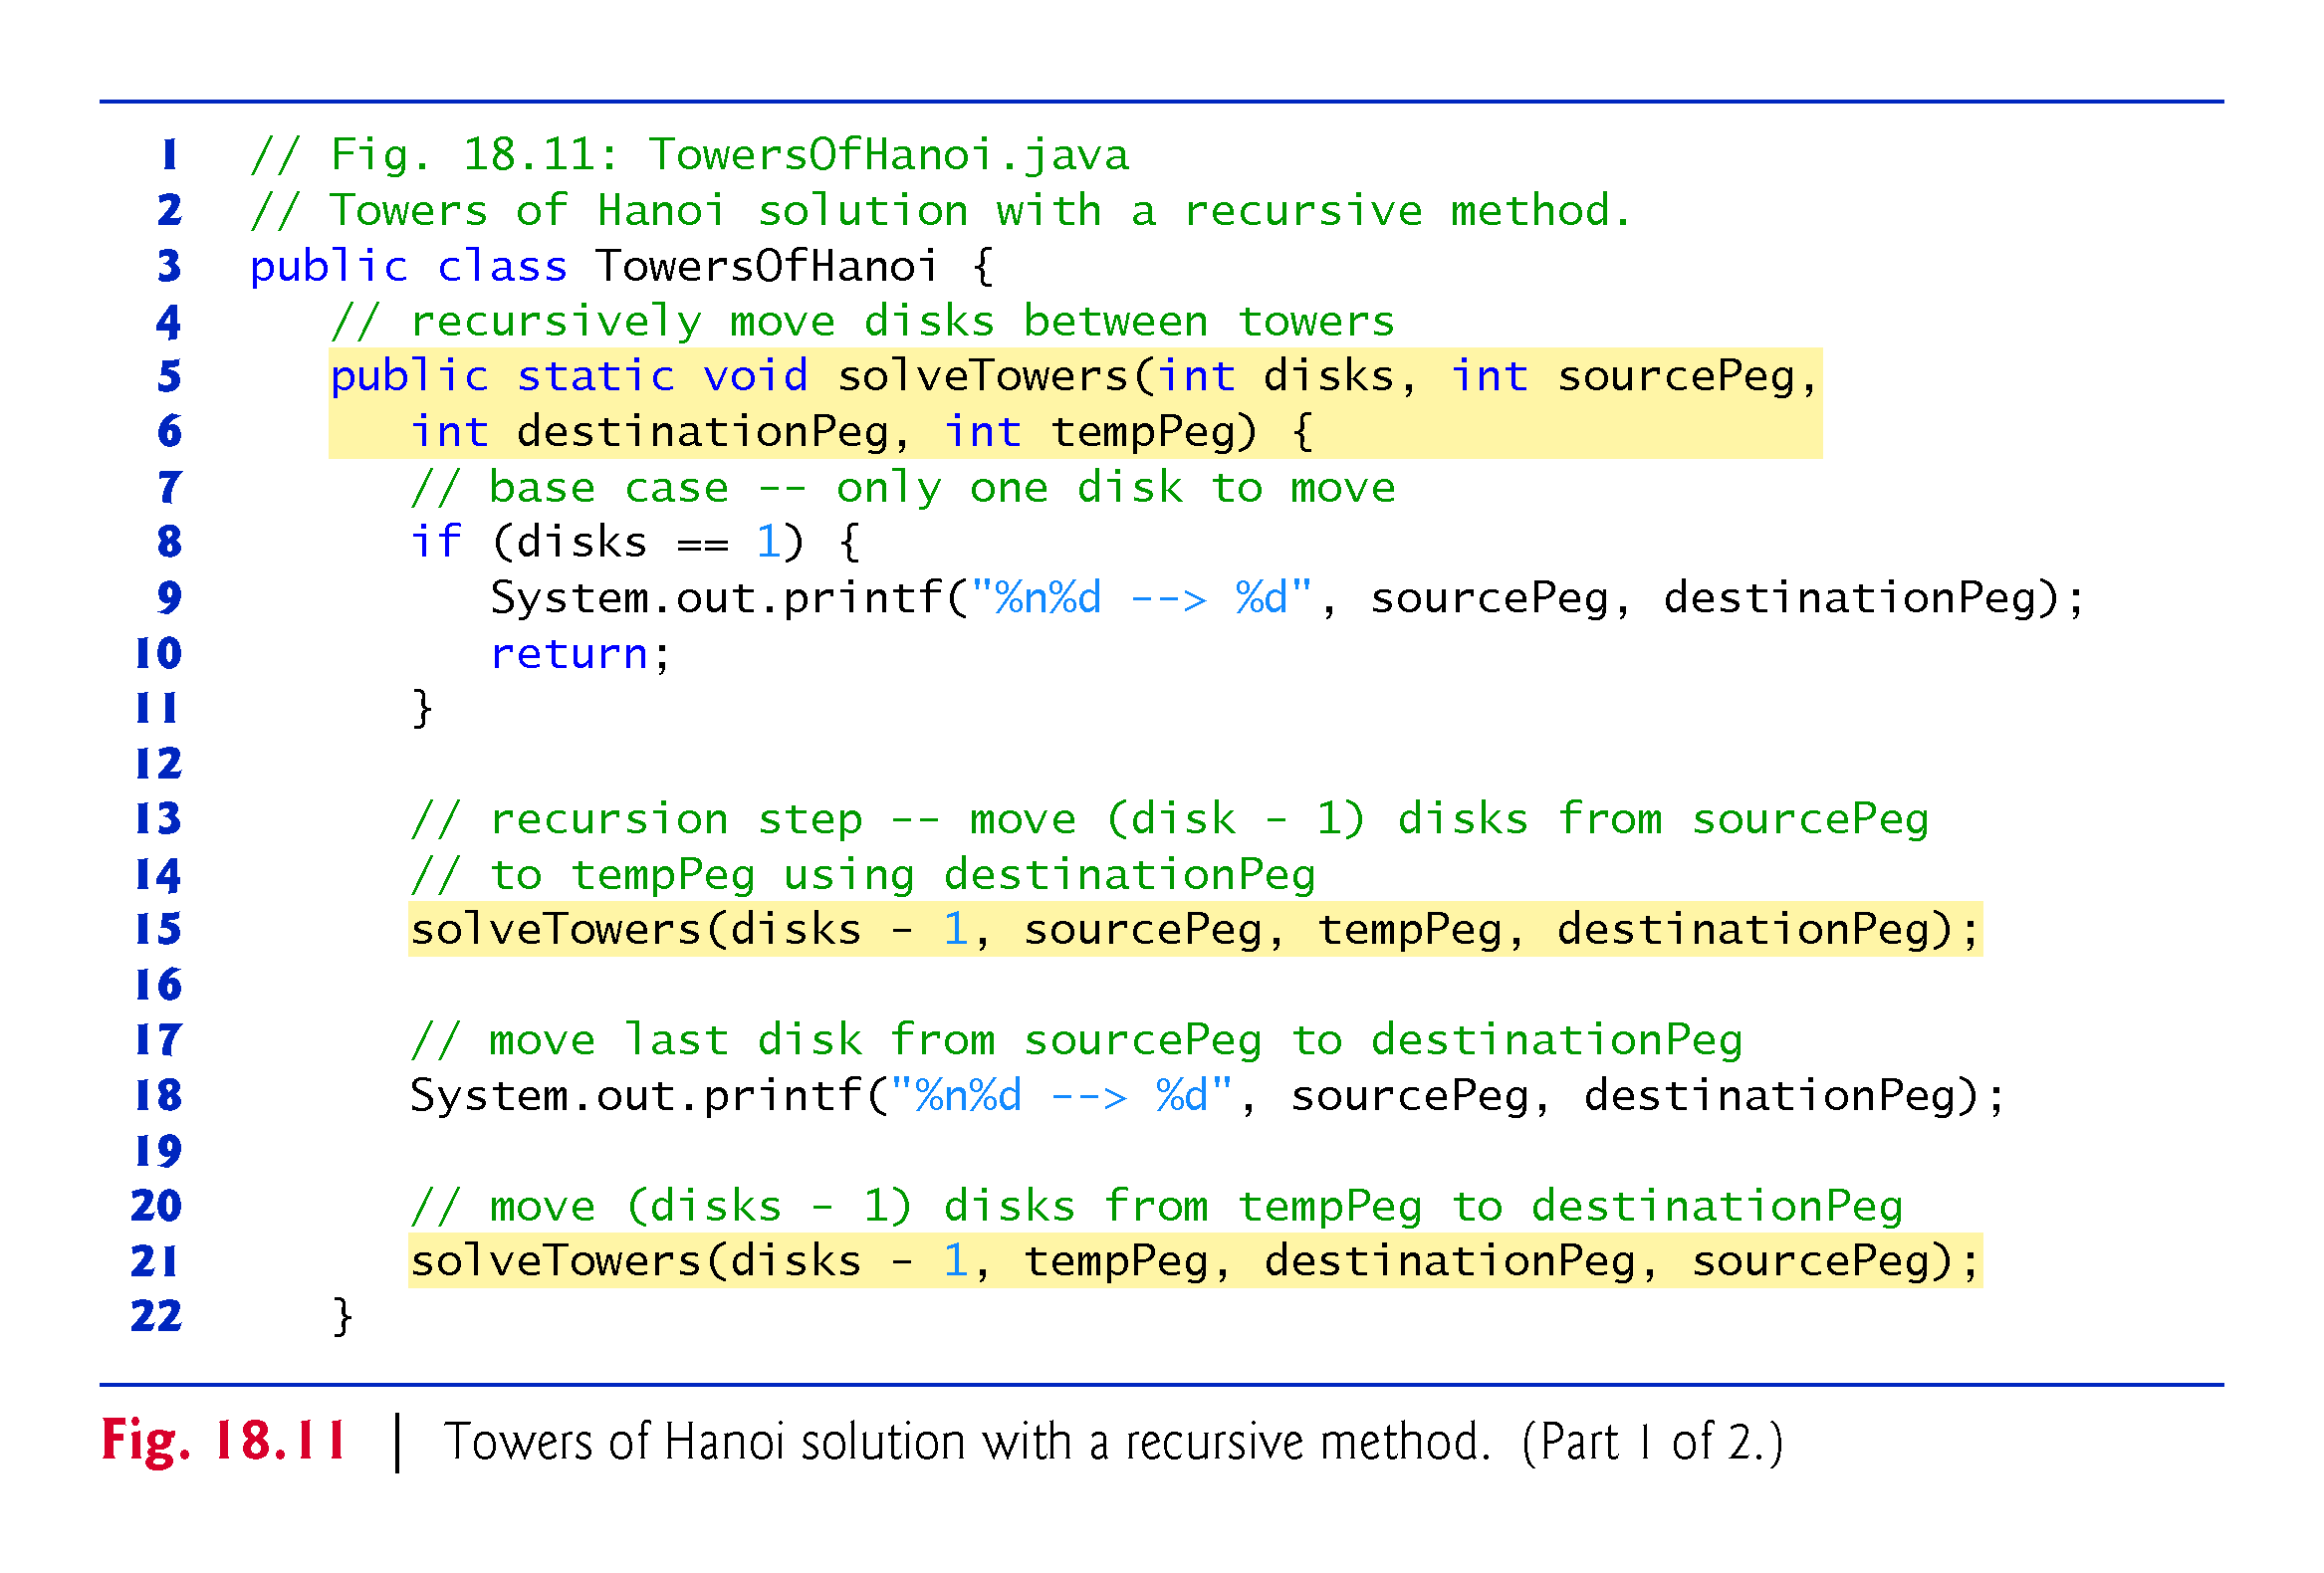 1 // Fig. 18.11: TowersOfHanoi.java
2 // Towers of Hanoi solution with a recursive method.
3 public class TowersOfHanoi {
4    // recursively move disks between towers
5    public static void solveTowers(int disks, int sourcePeg,
6       int destinationPeg, int tempPeg) {
7       // base case -- only one disk to move
8       if (disks == 1) {
9          System.out.printf("%n%d --> %d", sourcePeg, destinationPeg);
10          return;
11       }
12
13       // recursion step -- move (disk - 1) disks from sourcePeg
14       // to tempPeg using destinationPeg
15       solveTowers(disks - 1, sourcePeg, tempPeg, destinationPeg);
16
17       // move last disk from sourcePeg to destinationPeg
18       System.out.printf("%n%d --> %d", sourcePeg, destinationPeg);
19
20       // move (disks - 1) disks from tempPeg to destinationPeg
21       solveTowers(disks - 1, tempPeg, destinationPeg, sourcePeg);
22    }
Fig. 18.11 | Towers of Hanoi solution with a recursive method. (Part 1 of 2.)